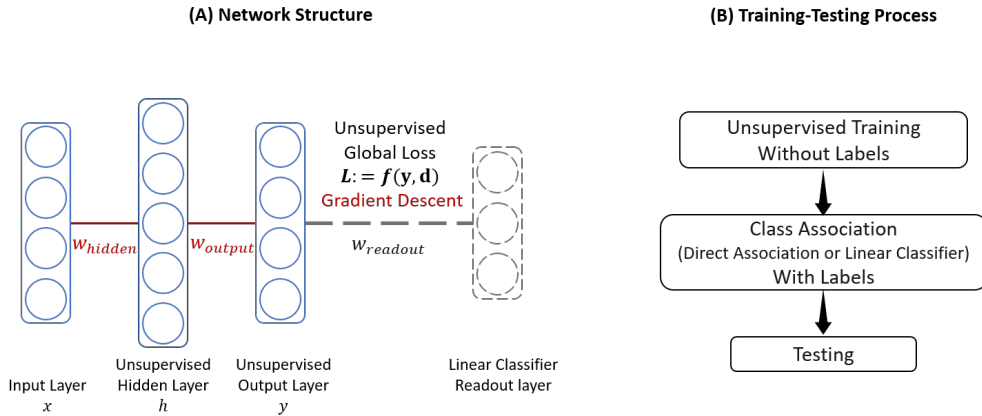 (A) Network Structure
Unsupervised
Global Loss
L: = f(y, d)
Gradient Descent
w_hidden
w_output
w_readout
Input Layer
x
Unsupervised
Hidden Layer
h
Unsupervised
Output Layer
y
Linear Classifier
Readout layer
(B) Training-Testing Process
Unsupervised Training
Without Labels
Class Association
(Direct Association or Linear Classifier)
With Labels
Testing